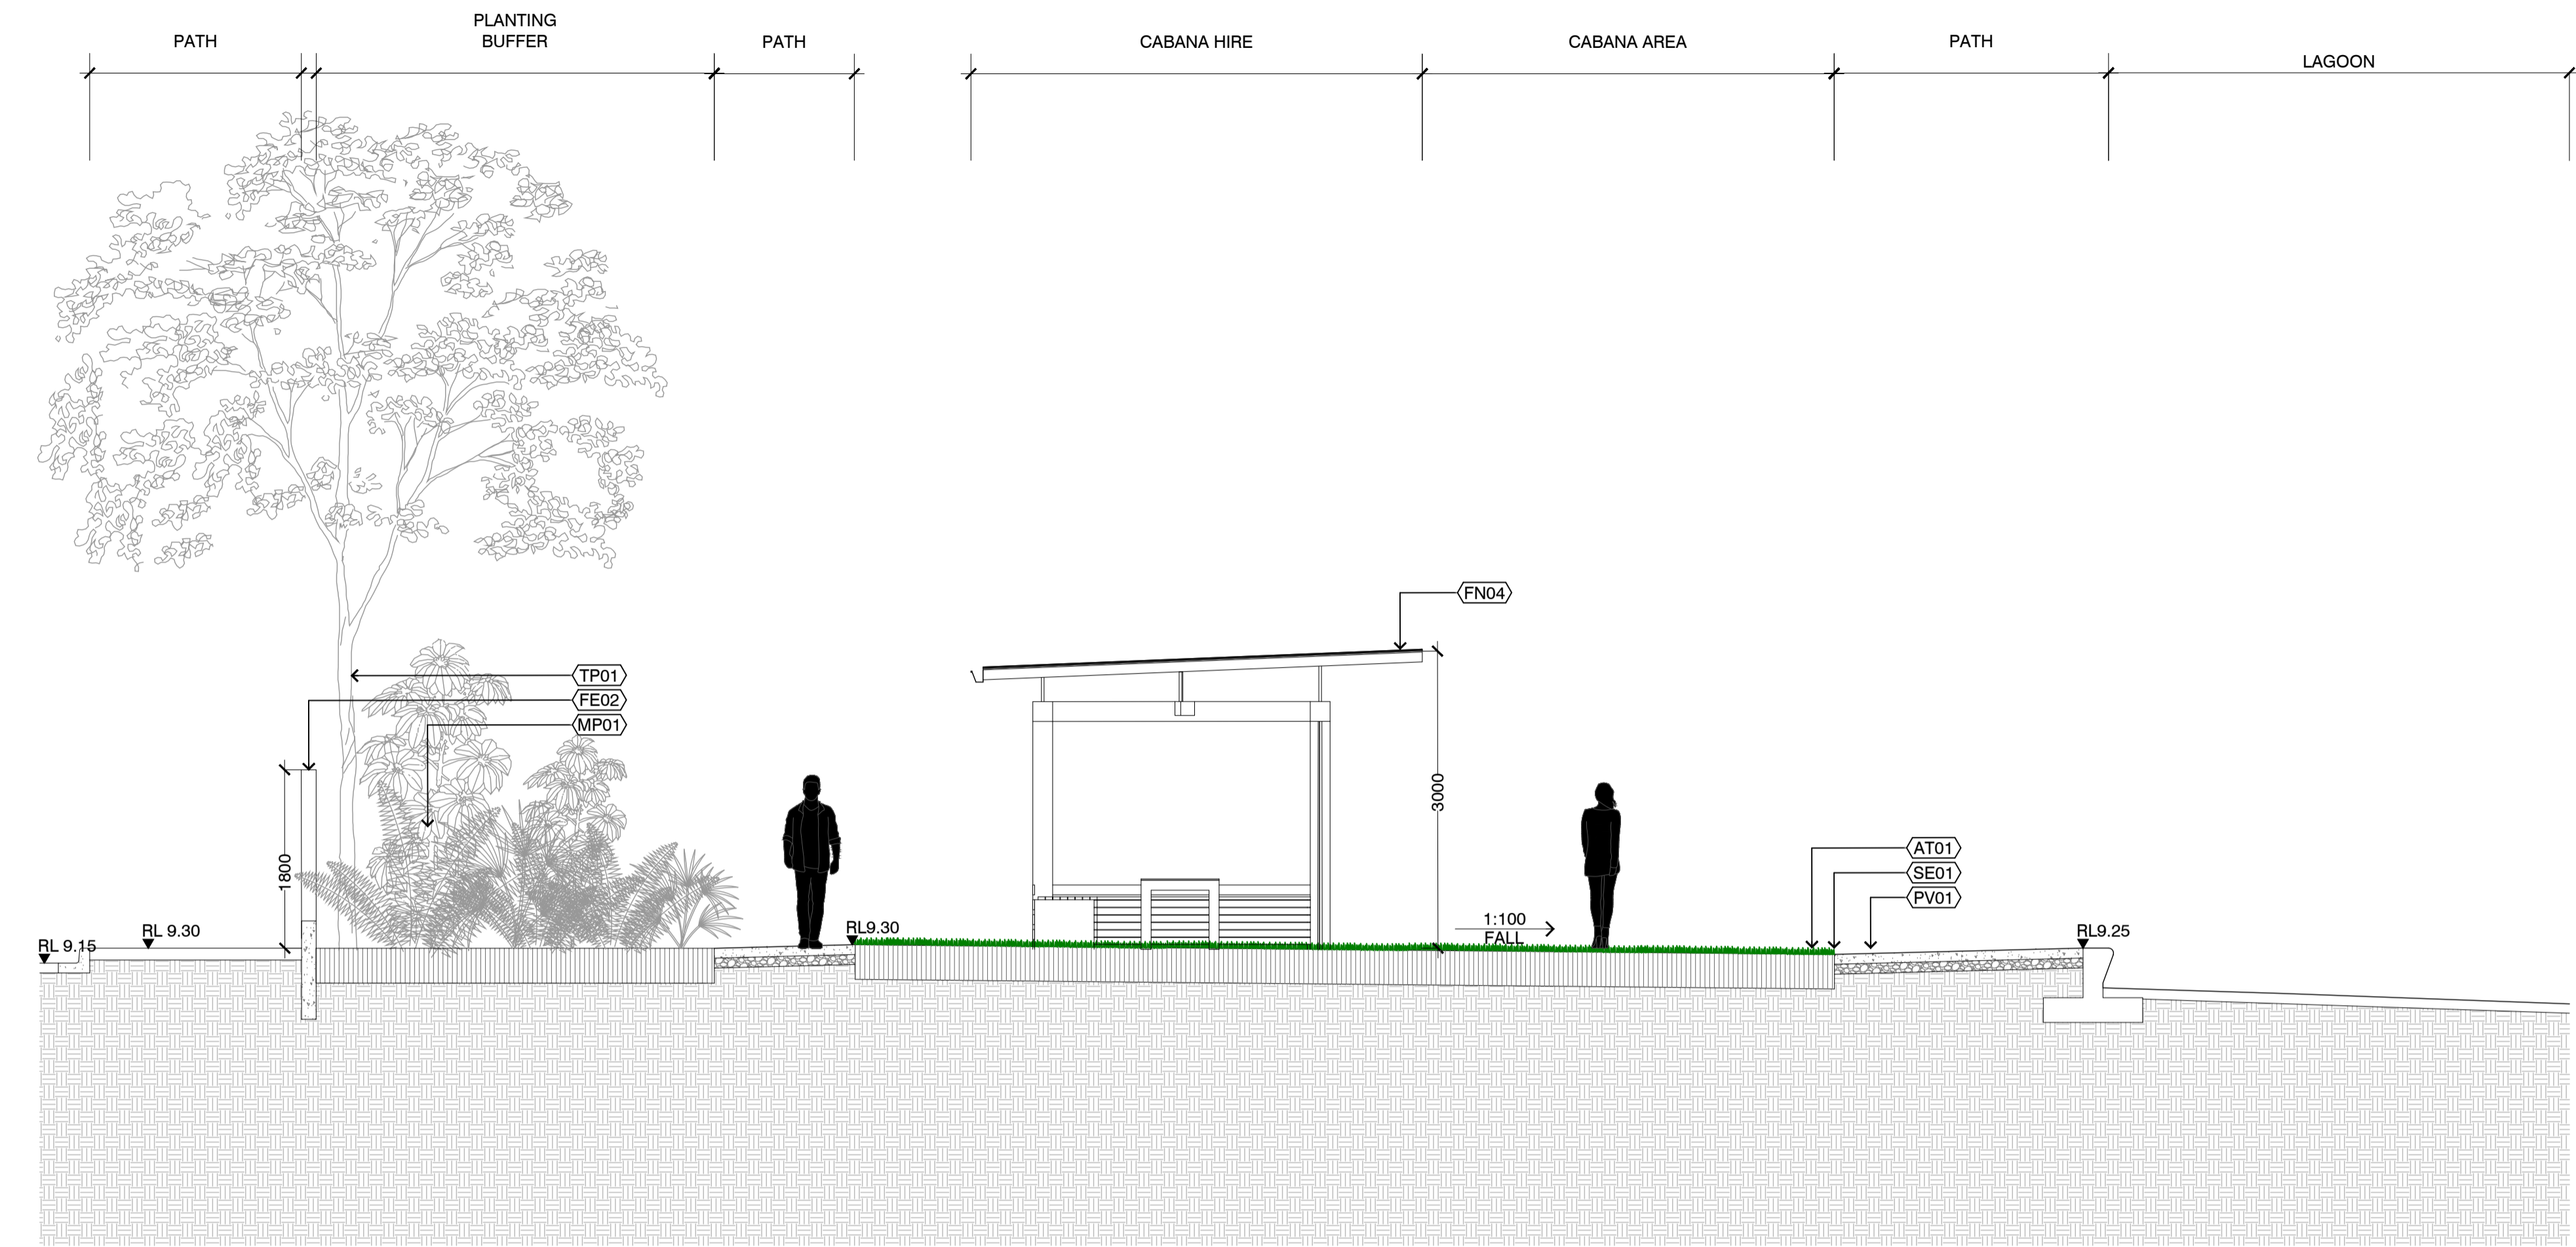 PATH
PLANTING
BUFFER
PATH
CABANA HIRE
CABANA AREA
PATH
LAGOON
FN04
TP01
FE02
MP01
1800
3000
AT01
SE01
PV01
RL 9.15
RL 9.30
RL9.30
1:100
FALL
RL9.25